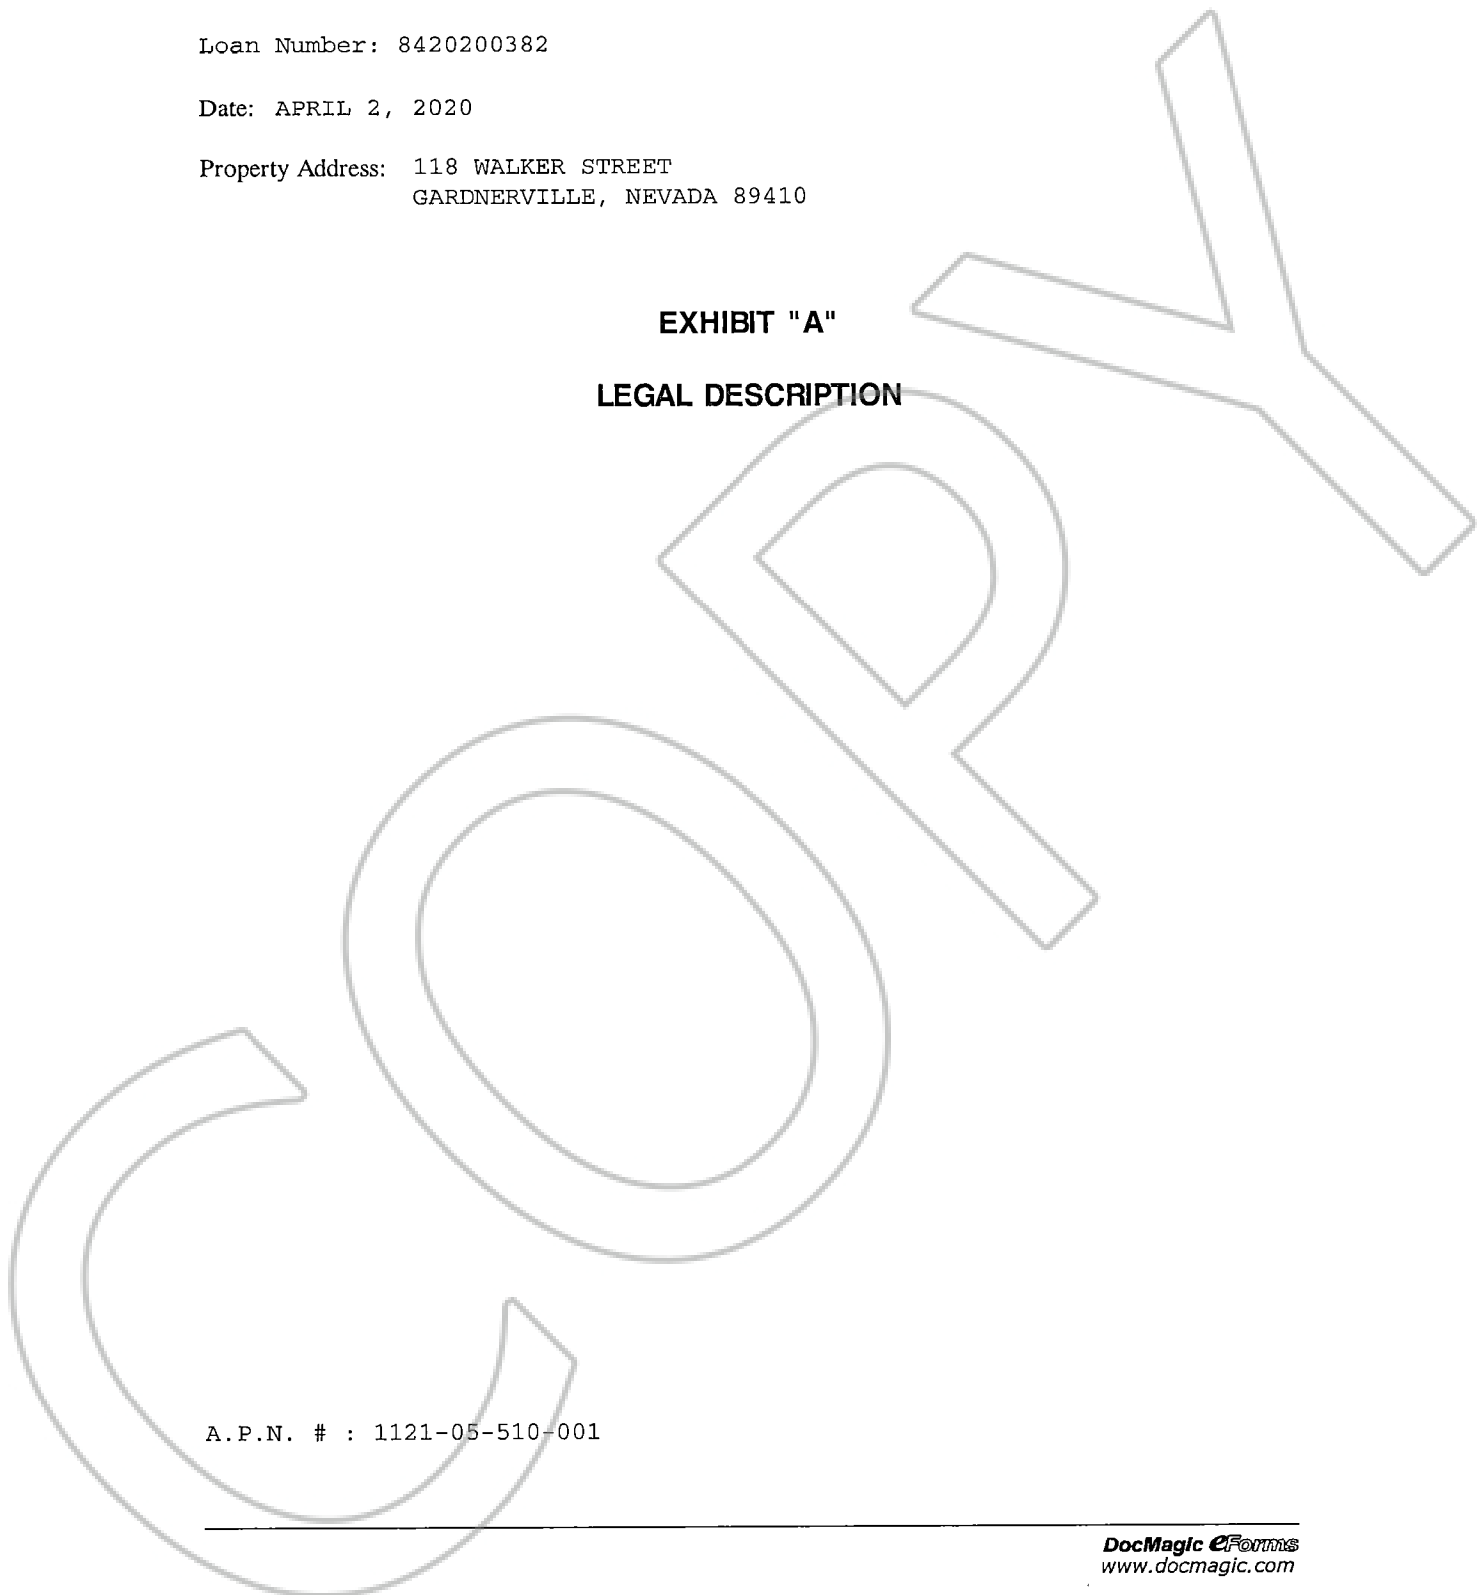 Loan Number: 8420200382
Date: APRIL 2, 2020
Property Address: 118 WALKER STREET
GARDNERVILLE, NEVADA 89410
EXHIBIT "A"
LEGAL DESCRIPTION
COPY
A.P.N. # : 1121-05-510-001
DocMagic eForms
www.docmagic.com